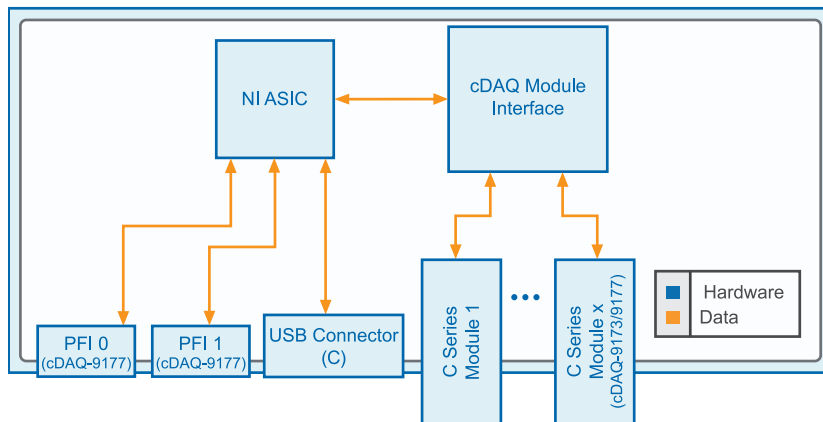 NI ASIC
cDAQ Module
Interface
PFI 0
(cDAQ-9177)
PFI 1
(cDAQ-9177)
USB Connector
(C)
C Series
Module 1
•••
C Series
Module x
(cDAQ-9173/9177)
Hardware
Data